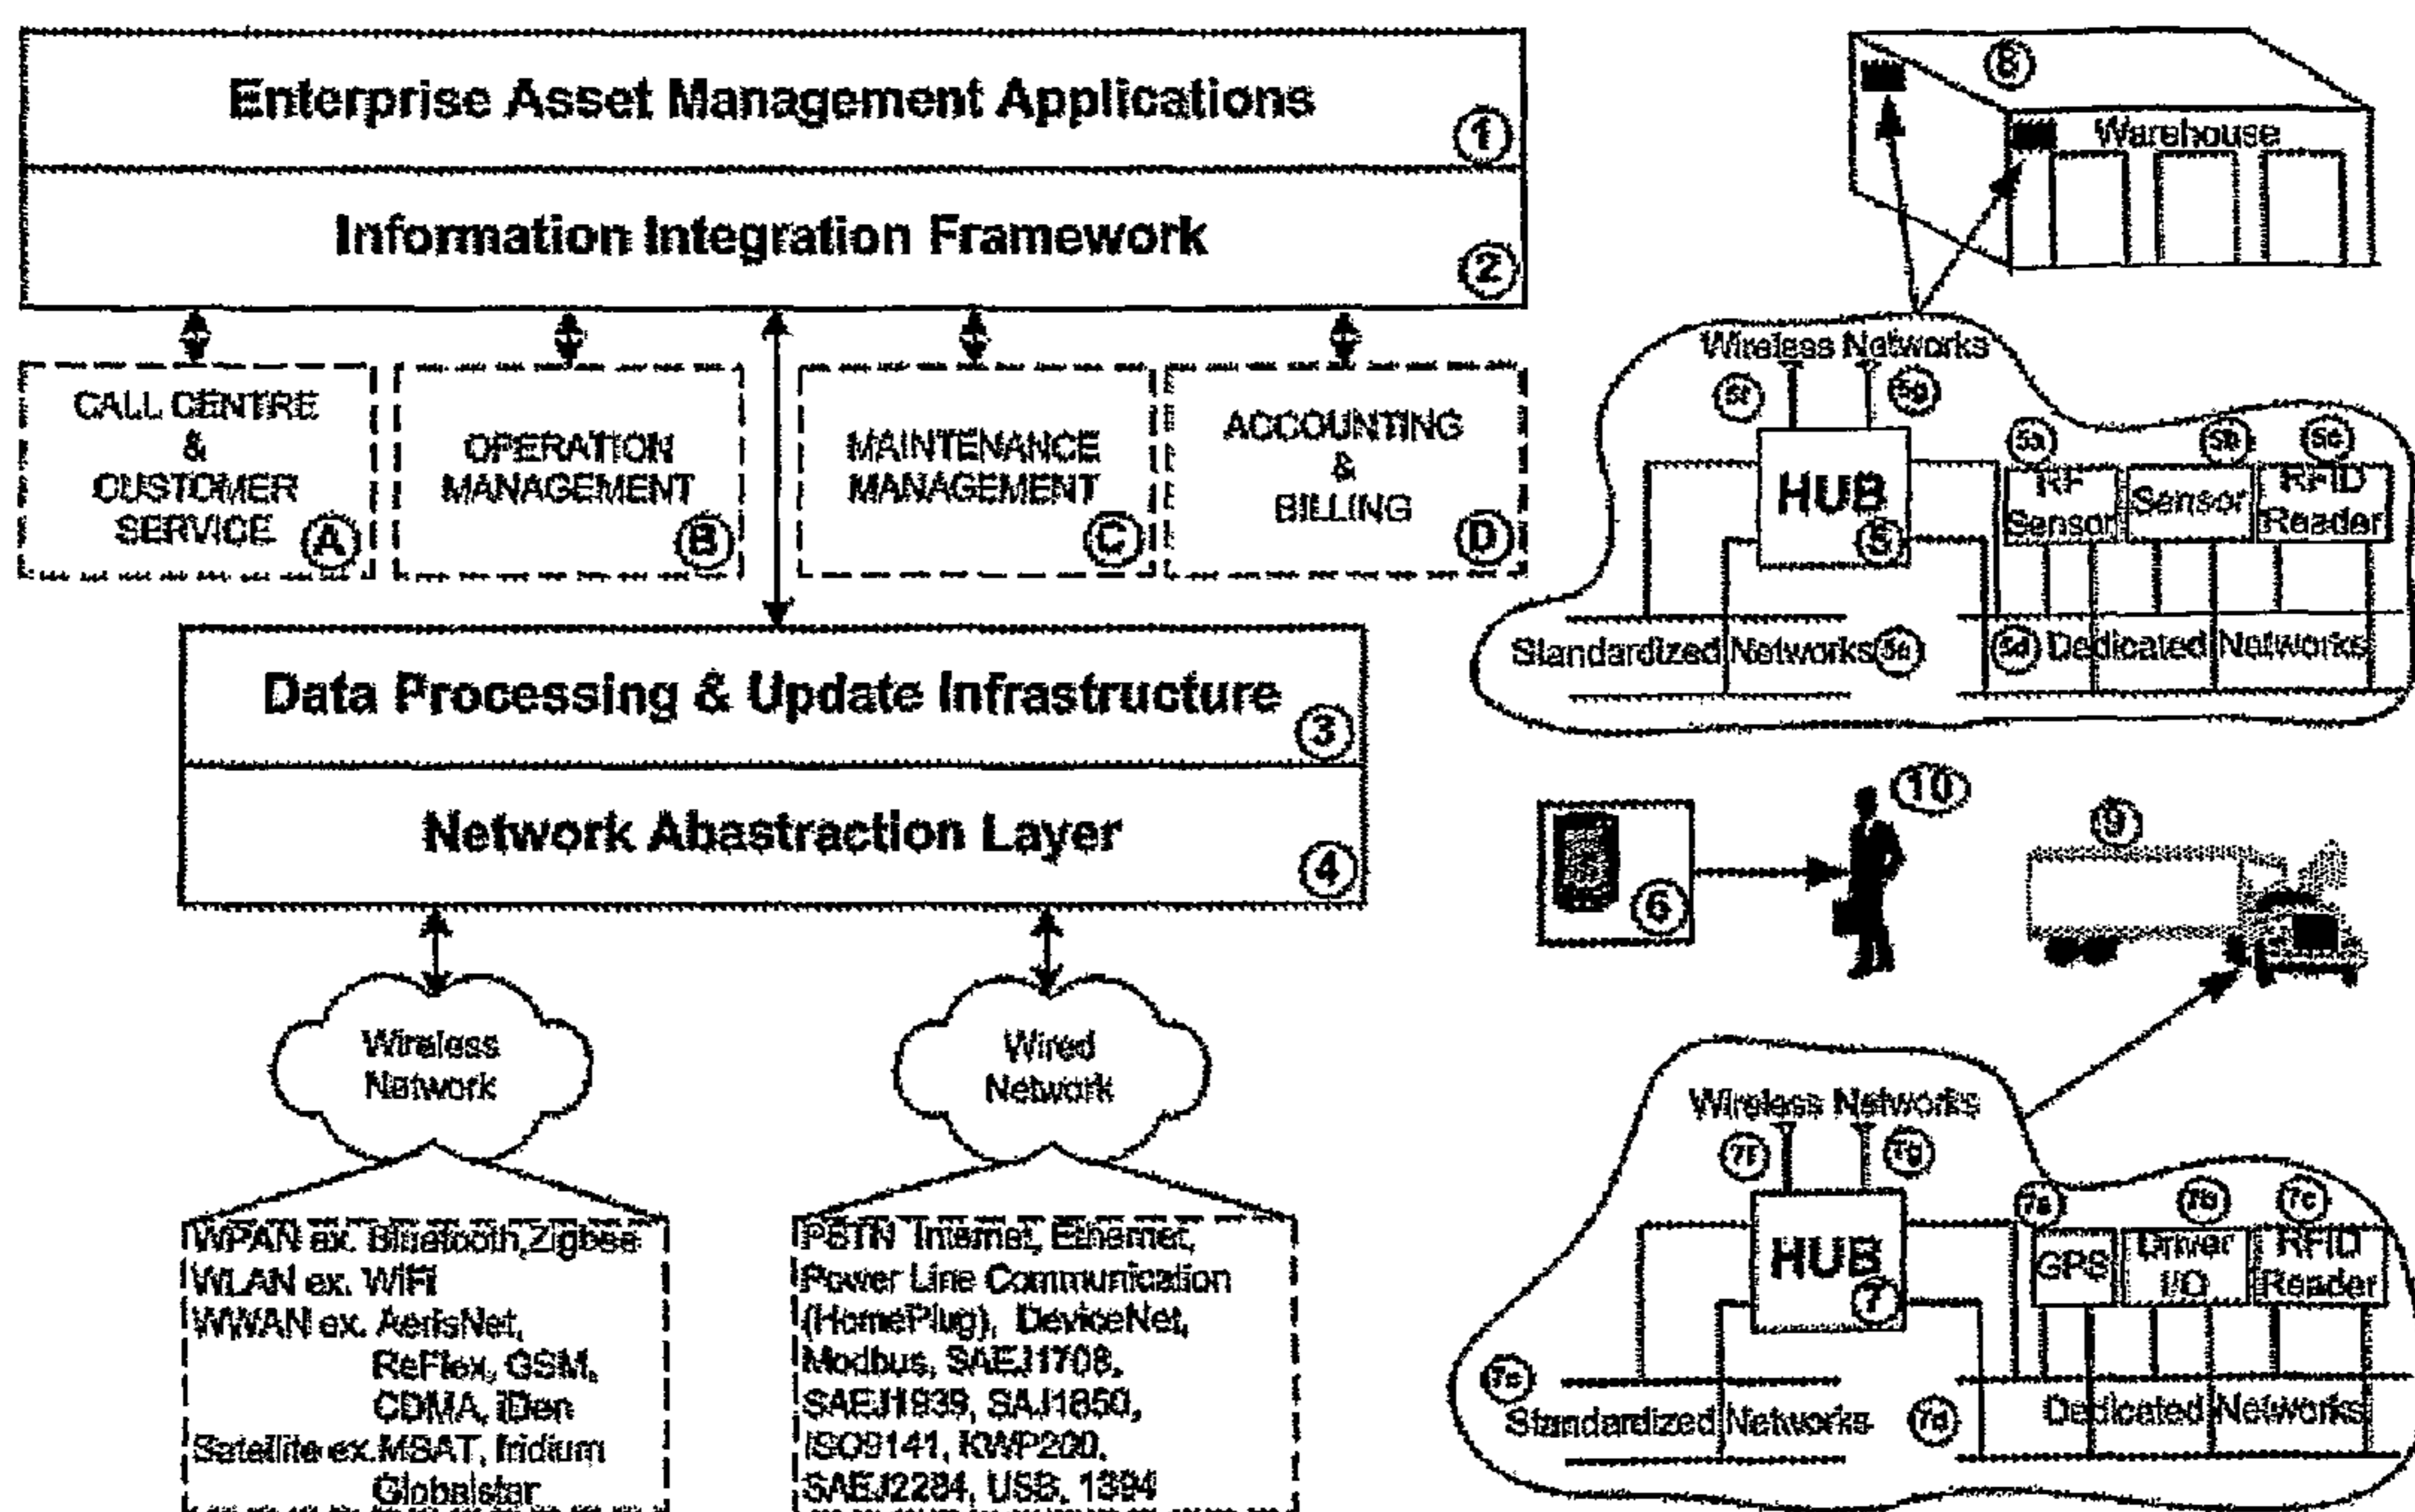 Enterprise Asset Management Applications
1
Information Integration Framework
2
CALL CENTRE
&
CUSTOMER
SERVICE
A
OPERATION
MANAGEMENT
B
MAINTENANCE
MANAGEMENT
C
ACCOUNTING
&
BILLING
D
Data Processing & Update Infrastructure
3
Network Abastraction Layer
4
Wireless
Network
Wired
Network
WPAN ex. Bluetooth,Zigbee
WLAN ex. WiFi
WWAN ex. AerisNet,
ReFlex, GSM,
CDMA, iDen
Satellite ex.MSAT, Iridium
Globalstar
PSTN Internet, Ethernet,
Power Line Communication
(HomePlug), DeviceNet,
Modbus, SAEJ1708,
SAEJ1939, SAJ1850,
ISO9141, KWP200,
SAEJ2284, USB, 1394
8
Warehouse
Wireless Networks
5f
5g
HUB
5
5a
5b
5c
RF
Sensor
Sensor
RFID
Reader
Standardized Networks
5e
5d
Dedicated Networks
6
10
9
Wireless Networks
7f
7g
HUB
7
7a
7b
7c
GPS
Driver
I/O
RFID
Reader
7e
Standardized Networks
7d
Dedicated Networks